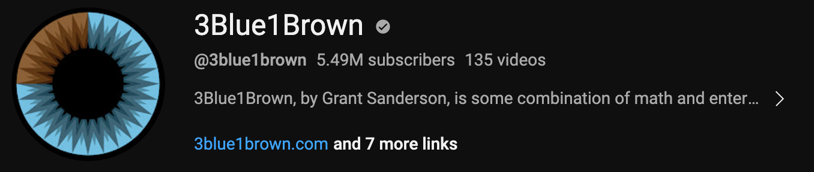 3Blue1Brown
@3blue1brown 5.49M subscribers 135 videos
3Blue1Brown, by Grant Sanderson, is some combination of math and enter...
3blue1brown.com and 7 more links